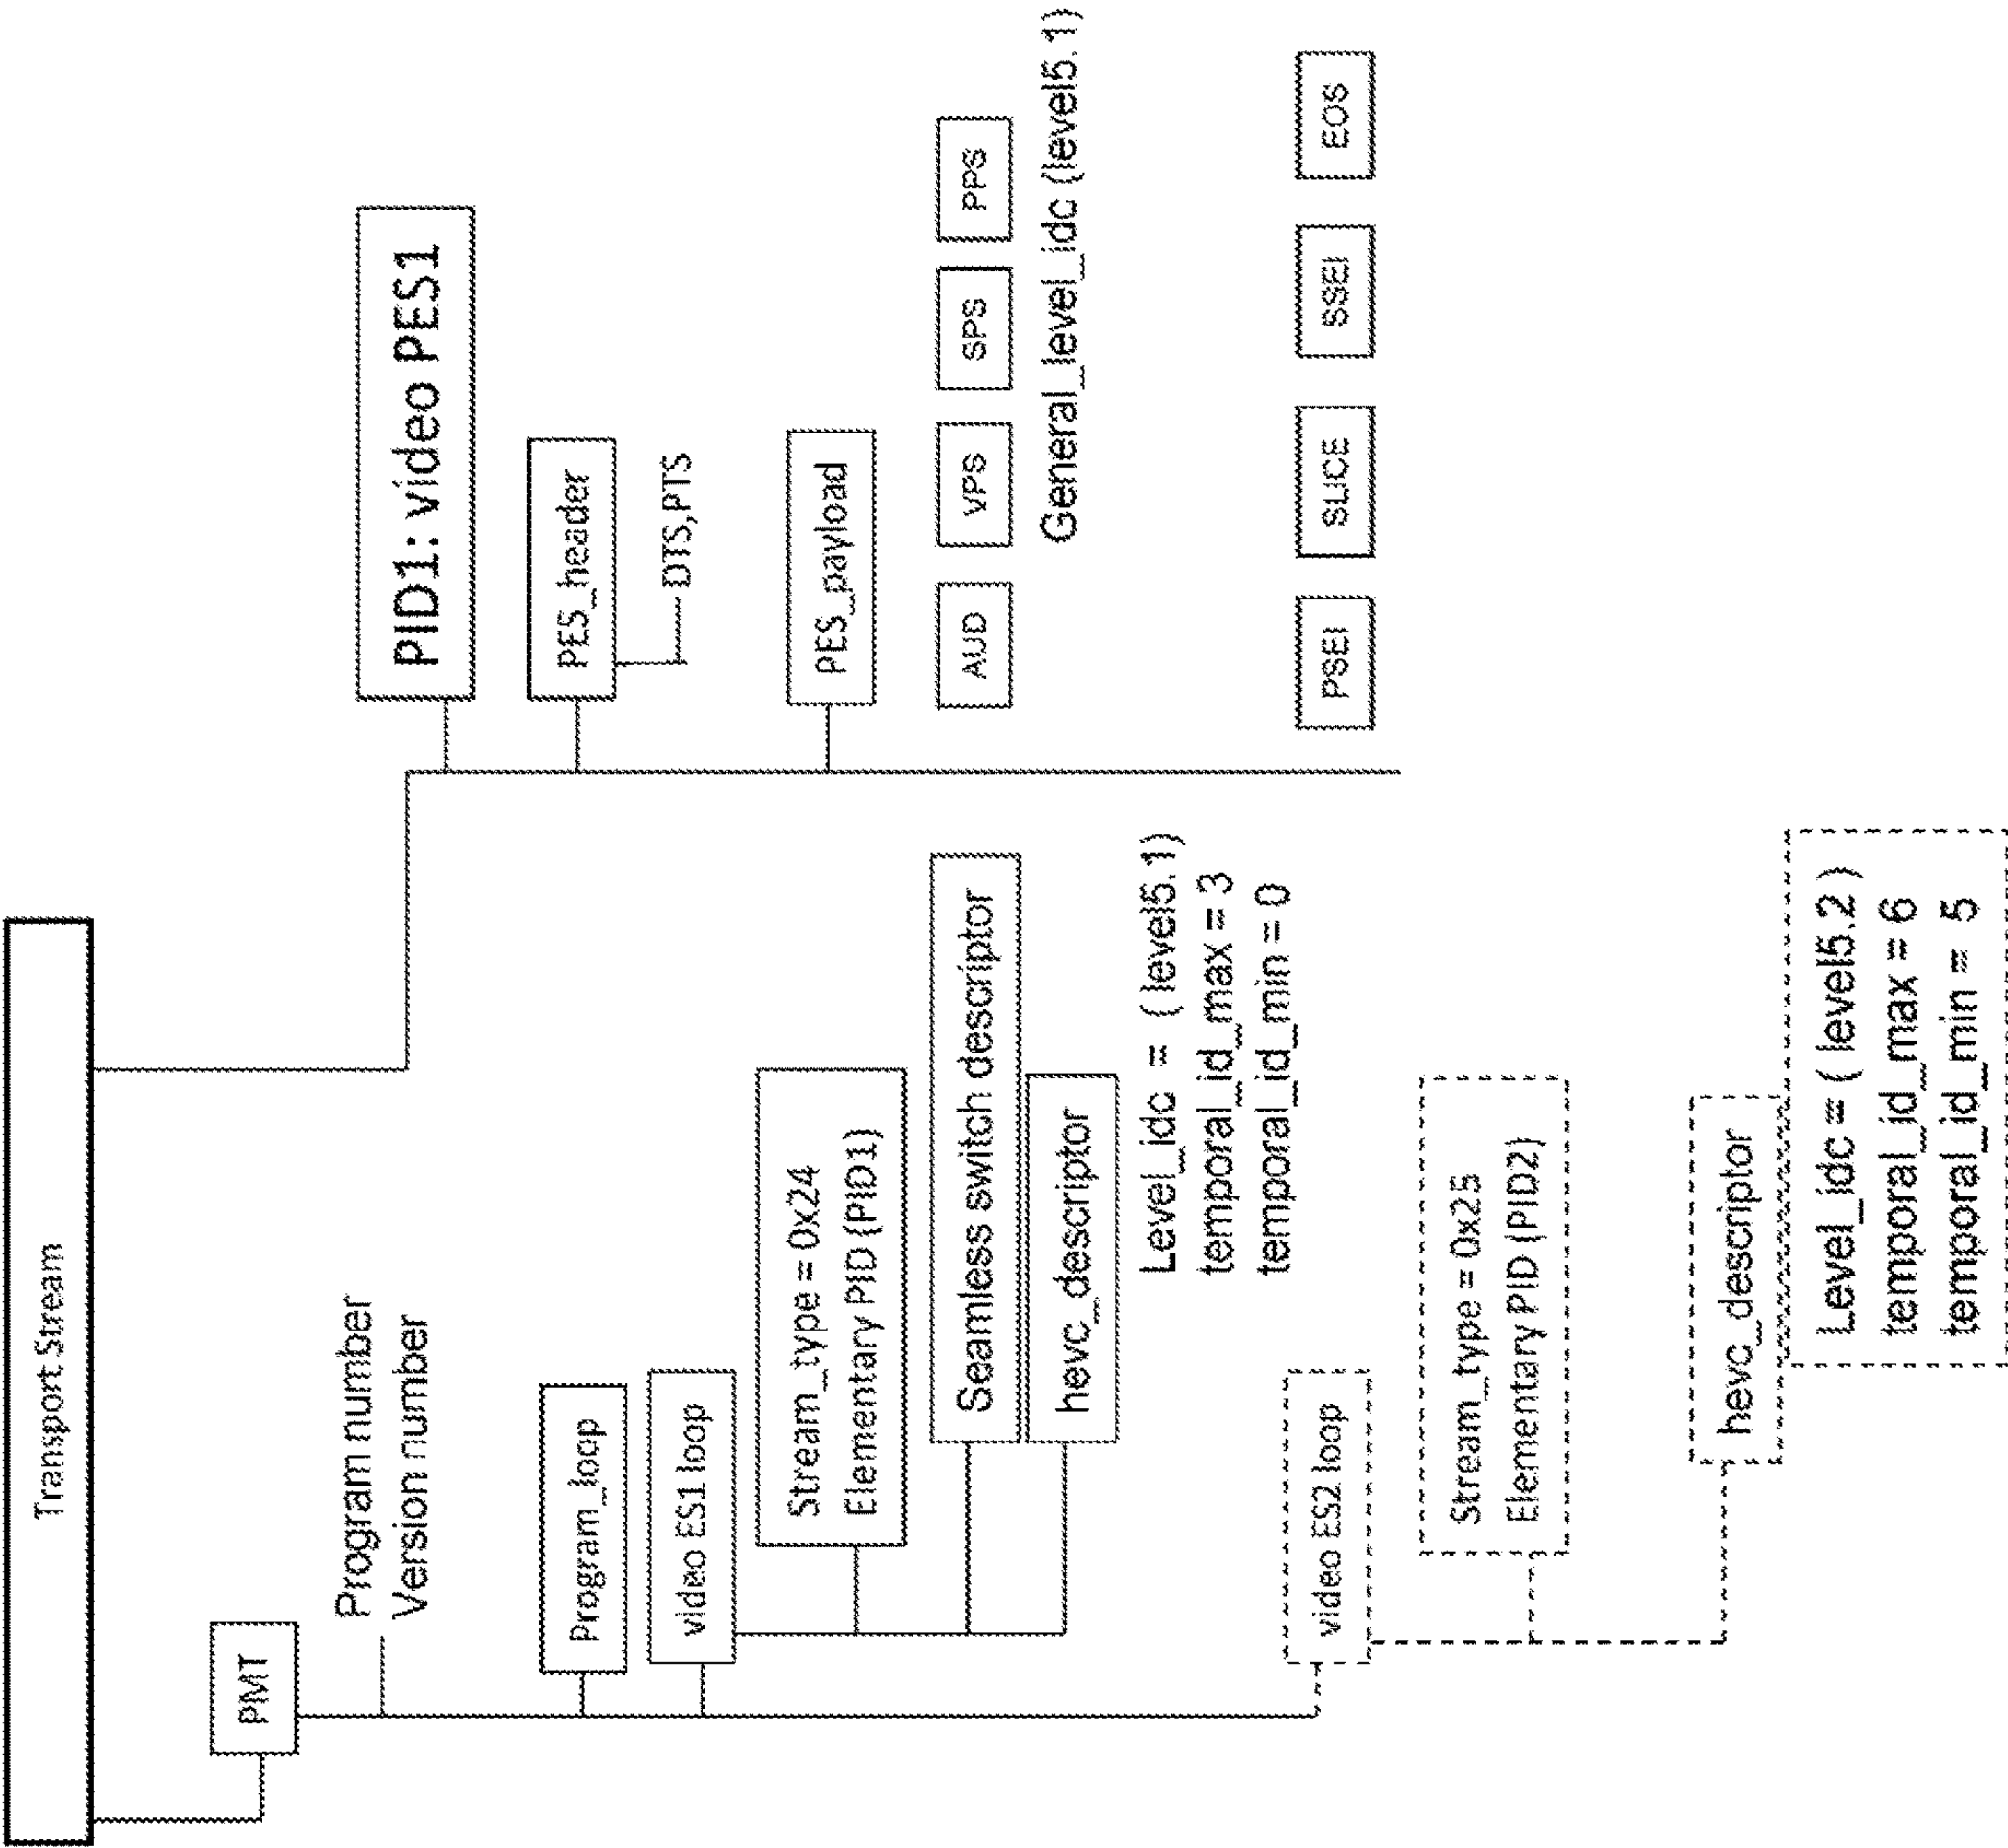 Transport Stream
PMT
Program number
Version number
Program_loop
video ES1 loop
Stream_type = 0x24
Elementary PID (PID1)
Seamless switch descriptor
hevc_descriptor
Level_idc = ( level5.1)
temporal_id_max = 3
temporal_id_min = 0
video ES2 loop
Stream_type = 0x25
Elementary PID (PID2)
hevc_descriptor
Level_idc = ( level5.2 )
temporal_id_max = 6
temporal_id_min = 5
PID1: video PES1
PES_header
DTS,PTS
PES_payload
AUD
VPS
SPS
PPS
General_level_idc (level5.1)
PSEI
SLICE
SSEI
EOS